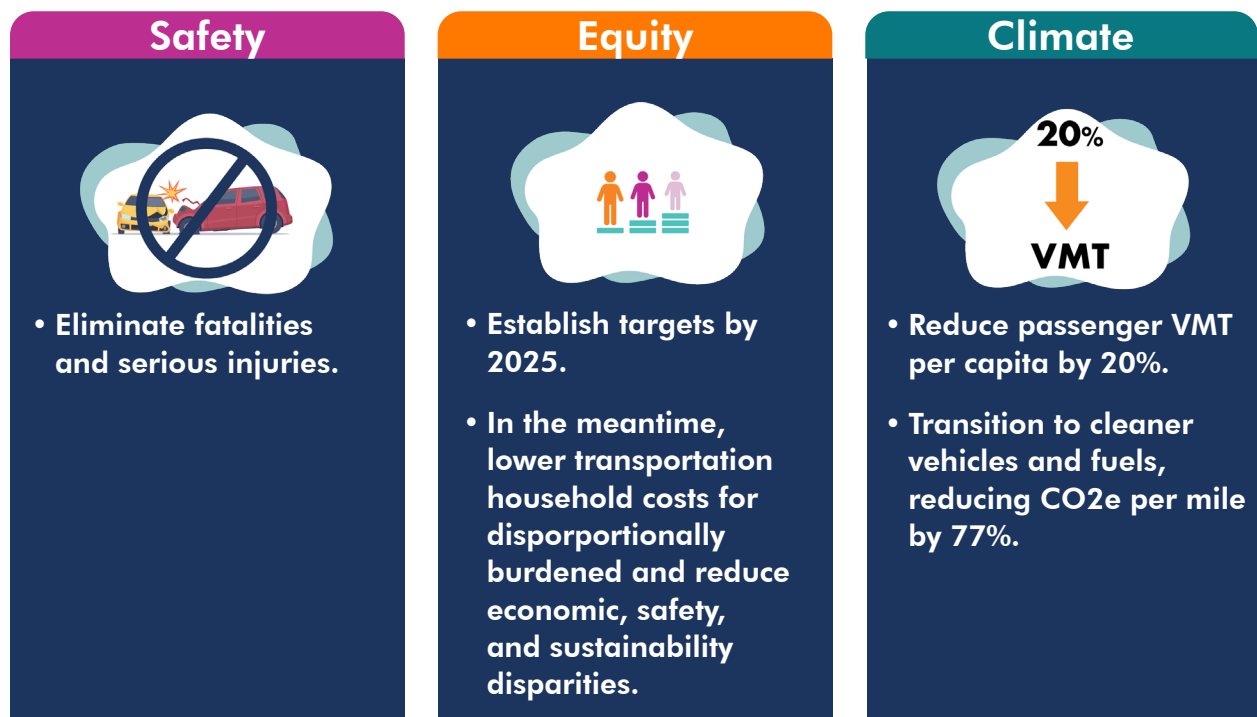 Safety
• Eliminate fatalities
and serious injuries.
Equity
• Establish targets by
2025.
• In the meantime,
lower transportation
household costs for
disporportionally
burdened and reduce
economic, safety,
and sustainability
disparities.
Climate
20%
VMT
• Reduce passenger VMT
per capita by 20%.
• Transition to cleaner
vehicles and fuels,
reducing CO2e per mile
by 77%.